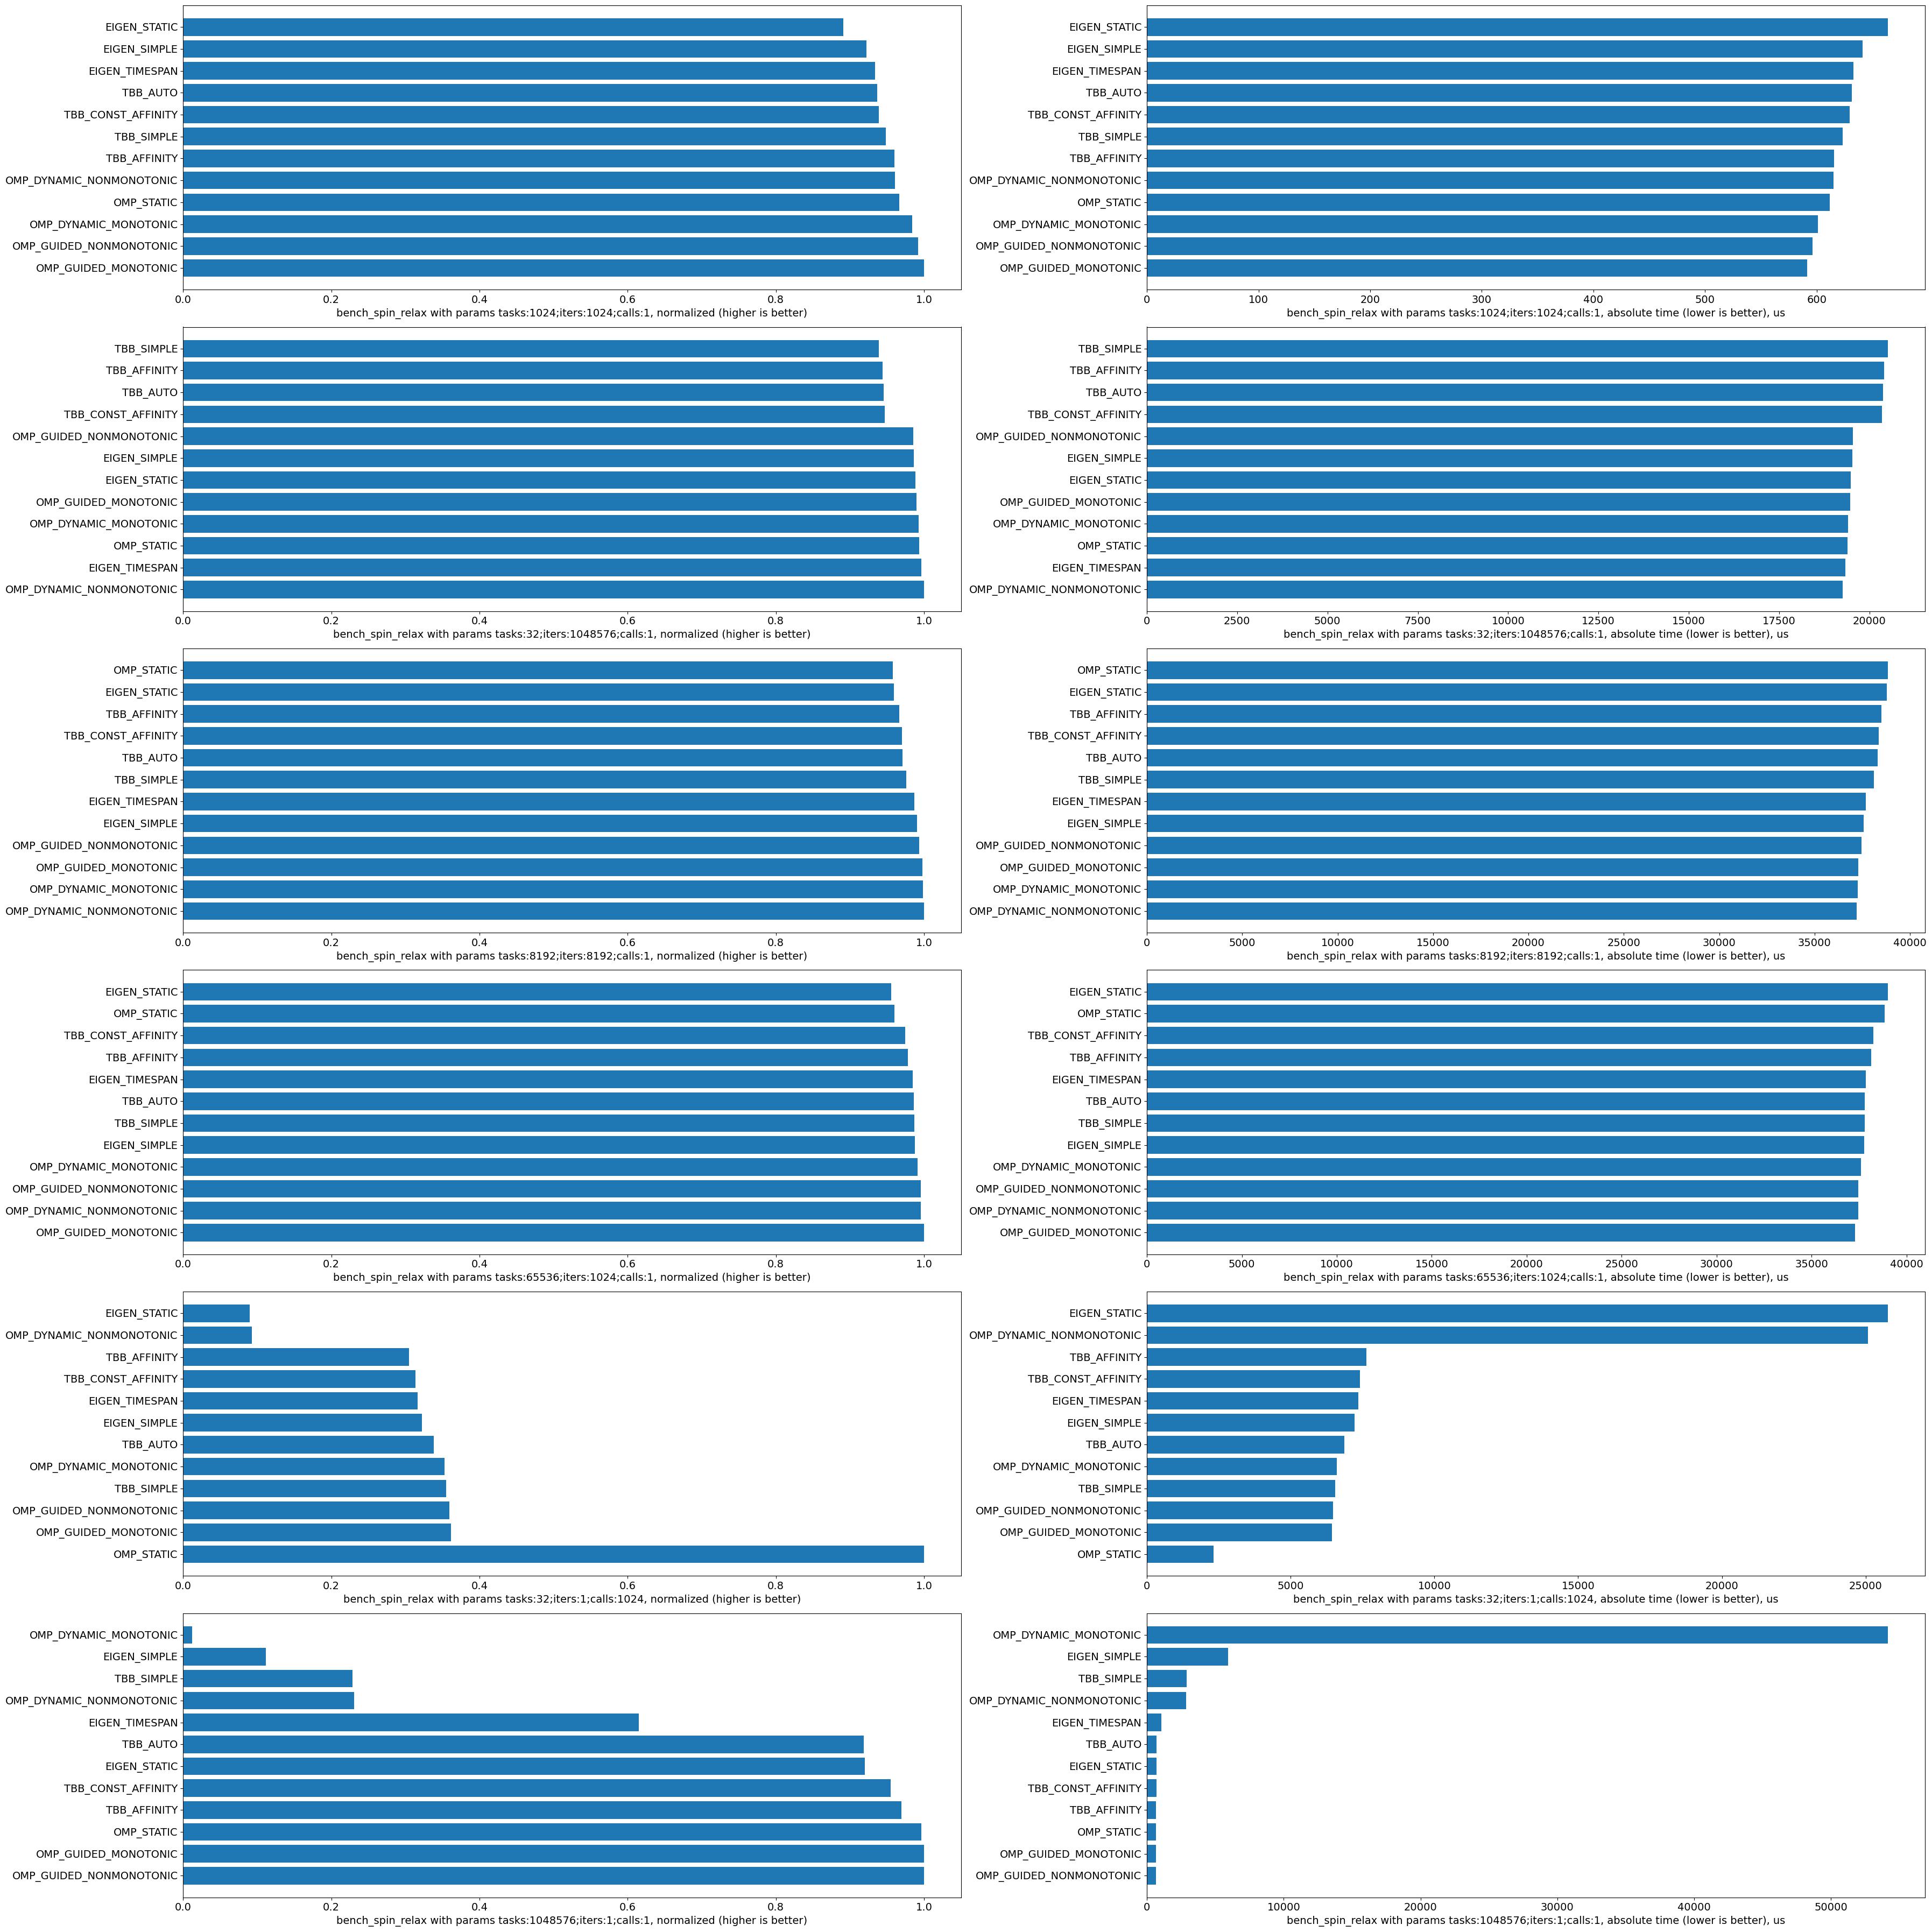 EIGEN_STATIC
EIGEN_SIMPLE
EIGEN_TIMESPAN
TBB_AUTO
TBB_CONST_AFFINITY
TBB_SIMPLE
TBB_AFFINITY
OMP_DYNAMIC_NONMONOTONIC
OMP_STATIC
OMP_DYNAMIC_MONOTONIC
OMP_GUIDED_NONMONOTONIC
OMP_GUIDED_MONOTONIC
0.0 0.2 0.4 0.6 0.8 1.0
bench_spin_relax with params tasks:1024;iters:1024;calls:1, normalized (higher is better)
EIGEN_STATIC
EIGEN_SIMPLE
EIGEN_TIMESPAN
TBB_AUTO
TBB_CONST_AFFINITY
TBB_SIMPLE
TBB_AFFINITY
OMP_DYNAMIC_NONMONOTONIC
OMP_STATIC
OMP_DYNAMIC_MONOTONIC
OMP_GUIDED_NONMONOTONIC
OMP_GUIDED_MONOTONIC
0 100 200 300 400 500 600
bench_spin_relax with params tasks:1024;iters:1024;calls:1, absolute time (lower is better), us
TBB_SIMPLE
TBB_AFFINITY
TBB_AUTO
TBB_CONST_AFFINITY
OMP_GUIDED_NONMONOTONIC
EIGEN_SIMPLE
EIGEN_STATIC
OMP_GUIDED_MONOTONIC
OMP_DYNAMIC_MONOTONIC
OMP_STATIC
EIGEN_TIMESPAN
OMP_DYNAMIC_NONMONOTONIC
0.0 0.2 0.4 0.6 0.8 1.0
bench_spin_relax with params tasks:32;iters:1048576;calls:1, normalized (higher is better)
TBB_SIMPLE
TBB_AFFINITY
TBB_AUTO
TBB_CONST_AFFINITY
OMP_GUIDED_NONMONOTONIC
EIGEN_SIMPLE
EIGEN_STATIC
OMP_GUIDED_MONOTONIC
OMP_DYNAMIC_MONOTONIC
OMP_STATIC
EIGEN_TIMESPAN
OMP_DYNAMIC_NONMONOTONIC
0 2500 5000 7500 10000 12500 15000 17500 20000
bench_spin_relax with params tasks:32;iters:1048576;calls:1, absolute time (lower is better), us
OMP_STATIC
EIGEN_STATIC
TBB_AFFINITY
TBB_CONST_AFFINITY
TBB_AUTO
TBB_SIMPLE
EIGEN_TIMESPAN
EIGEN_SIMPLE
OMP_GUIDED_NONMONOTONIC
OMP_GUIDED_MONOTONIC
OMP_DYNAMIC_MONOTONIC
OMP_DYNAMIC_NONMONOTONIC
0.0 0.2 0.4 0.6 0.8 1.0
bench_spin_relax with params tasks:8192;iters:8192;calls:1, normalized (higher is better)
OMP_STATIC
EIGEN_STATIC
TBB_AFFINITY
TBB_CONST_AFFINITY
TBB_AUTO
TBB_SIMPLE
EIGEN_TIMESPAN
EIGEN_SIMPLE
OMP_GUIDED_NONMONOTONIC
OMP_GUIDED_MONOTONIC
OMP_DYNAMIC_MONOTONIC
OMP_DYNAMIC_NONMONOTONIC
0 5000 10000 15000 20000 25000 30000 35000 40000
bench_spin_relax with params tasks:8192;iters:8192;calls:1, absolute time (lower is better), us
EIGEN_STATIC
OMP_STATIC
TBB_CONST_AFFINITY
TBB_AFFINITY
EIGEN_TIMESPAN
TBB_AUTO
TBB_SIMPLE
EIGEN_SIMPLE
OMP_DYNAMIC_MONOTONIC
OMP_GUIDED_NONMONOTONIC
OMP_DYNAMIC_NONMONOTONIC
OMP_GUIDED_MONOTONIC
0.0 0.2 0.4 0.6 0.8 1.0
bench_spin_relax with params tasks:65536;iters:1024;calls:1, normalized (higher is better)
EIGEN_STATIC
OMP_STATIC
TBB_CONST_AFFINITY
TBB_AFFINITY
EIGEN_TIMESPAN
TBB_AUTO
TBB_SIMPLE
EIGEN_SIMPLE
OMP_DYNAMIC_MONOTONIC
OMP_GUIDED_NONMONOTONIC
OMP_DYNAMIC_NONMONOTONIC
OMP_GUIDED_MONOTONIC
0 5000 10000 15000 20000 25000 30000 35000 40000
bench_spin_relax with params tasks:65536;iters:1024;calls:1, absolute time (lower is better), us
EIGEN_STATIC
OMP_DYNAMIC_NONMONOTONIC
TBB_AFFINITY
TBB_CONST_AFFINITY
EIGEN_TIMESPAN
EIGEN_SIMPLE
TBB_AUTO
OMP_DYNAMIC_MONOTONIC
TBB_SIMPLE
OMP_GUIDED_NONMONOTONIC
OMP_GUIDED_MONOTONIC
OMP_STATIC
0.0 0.2 0.4 0.6 0.8 1.0
bench_spin_relax with params tasks:32;iters:1;calls:1024, normalized (higher is better)
EIGEN_STATIC
OMP_DYNAMIC_NONMONOTONIC
TBB_AFFINITY
TBB_CONST_AFFINITY
EIGEN_TIMESPAN
EIGEN_SIMPLE
TBB_AUTO
OMP_DYNAMIC_MONOTONIC
TBB_SIMPLE
OMP_GUIDED_NONMONOTONIC
OMP_GUIDED_MONOTONIC
OMP_STATIC
0 5000 10000 15000 20000 25000
bench_spin_relax with params tasks:32;iters:1;calls:1024, absolute time (lower is better), us
OMP_DYNAMIC_MONOTONIC
EIGEN_SIMPLE
TBB_SIMPLE
OMP_DYNAMIC_NONMONOTONIC
EIGEN_TIMESPAN
TBB_AUTO
EIGEN_STATIC
TBB_CONST_AFFINITY
TBB_AFFINITY
OMP_STATIC
OMP_GUIDED_MONOTONIC
OMP_GUIDED_NONMONOTONIC
0.0 0.2 0.4 0.6 0.8 1.0
bench_spin_relax with params tasks:1048576;iters:1;calls:1, normalized (higher is better)
OMP_DYNAMIC_MONOTONIC
EIGEN_SIMPLE
TBB_SIMPLE
OMP_DYNAMIC_NONMONOTONIC
EIGEN_TIMESPAN
TBB_AUTO
EIGEN_STATIC
TBB_CONST_AFFINITY
TBB_AFFINITY
OMP_STATIC
OMP_GUIDED_MONOTONIC
OMP_GUIDED_NONMONOTONIC
0 10000 20000 30000 40000 50000
bench_spin_relax with params tasks:1048576;iters:1;calls:1, absolute time (lower is better), us